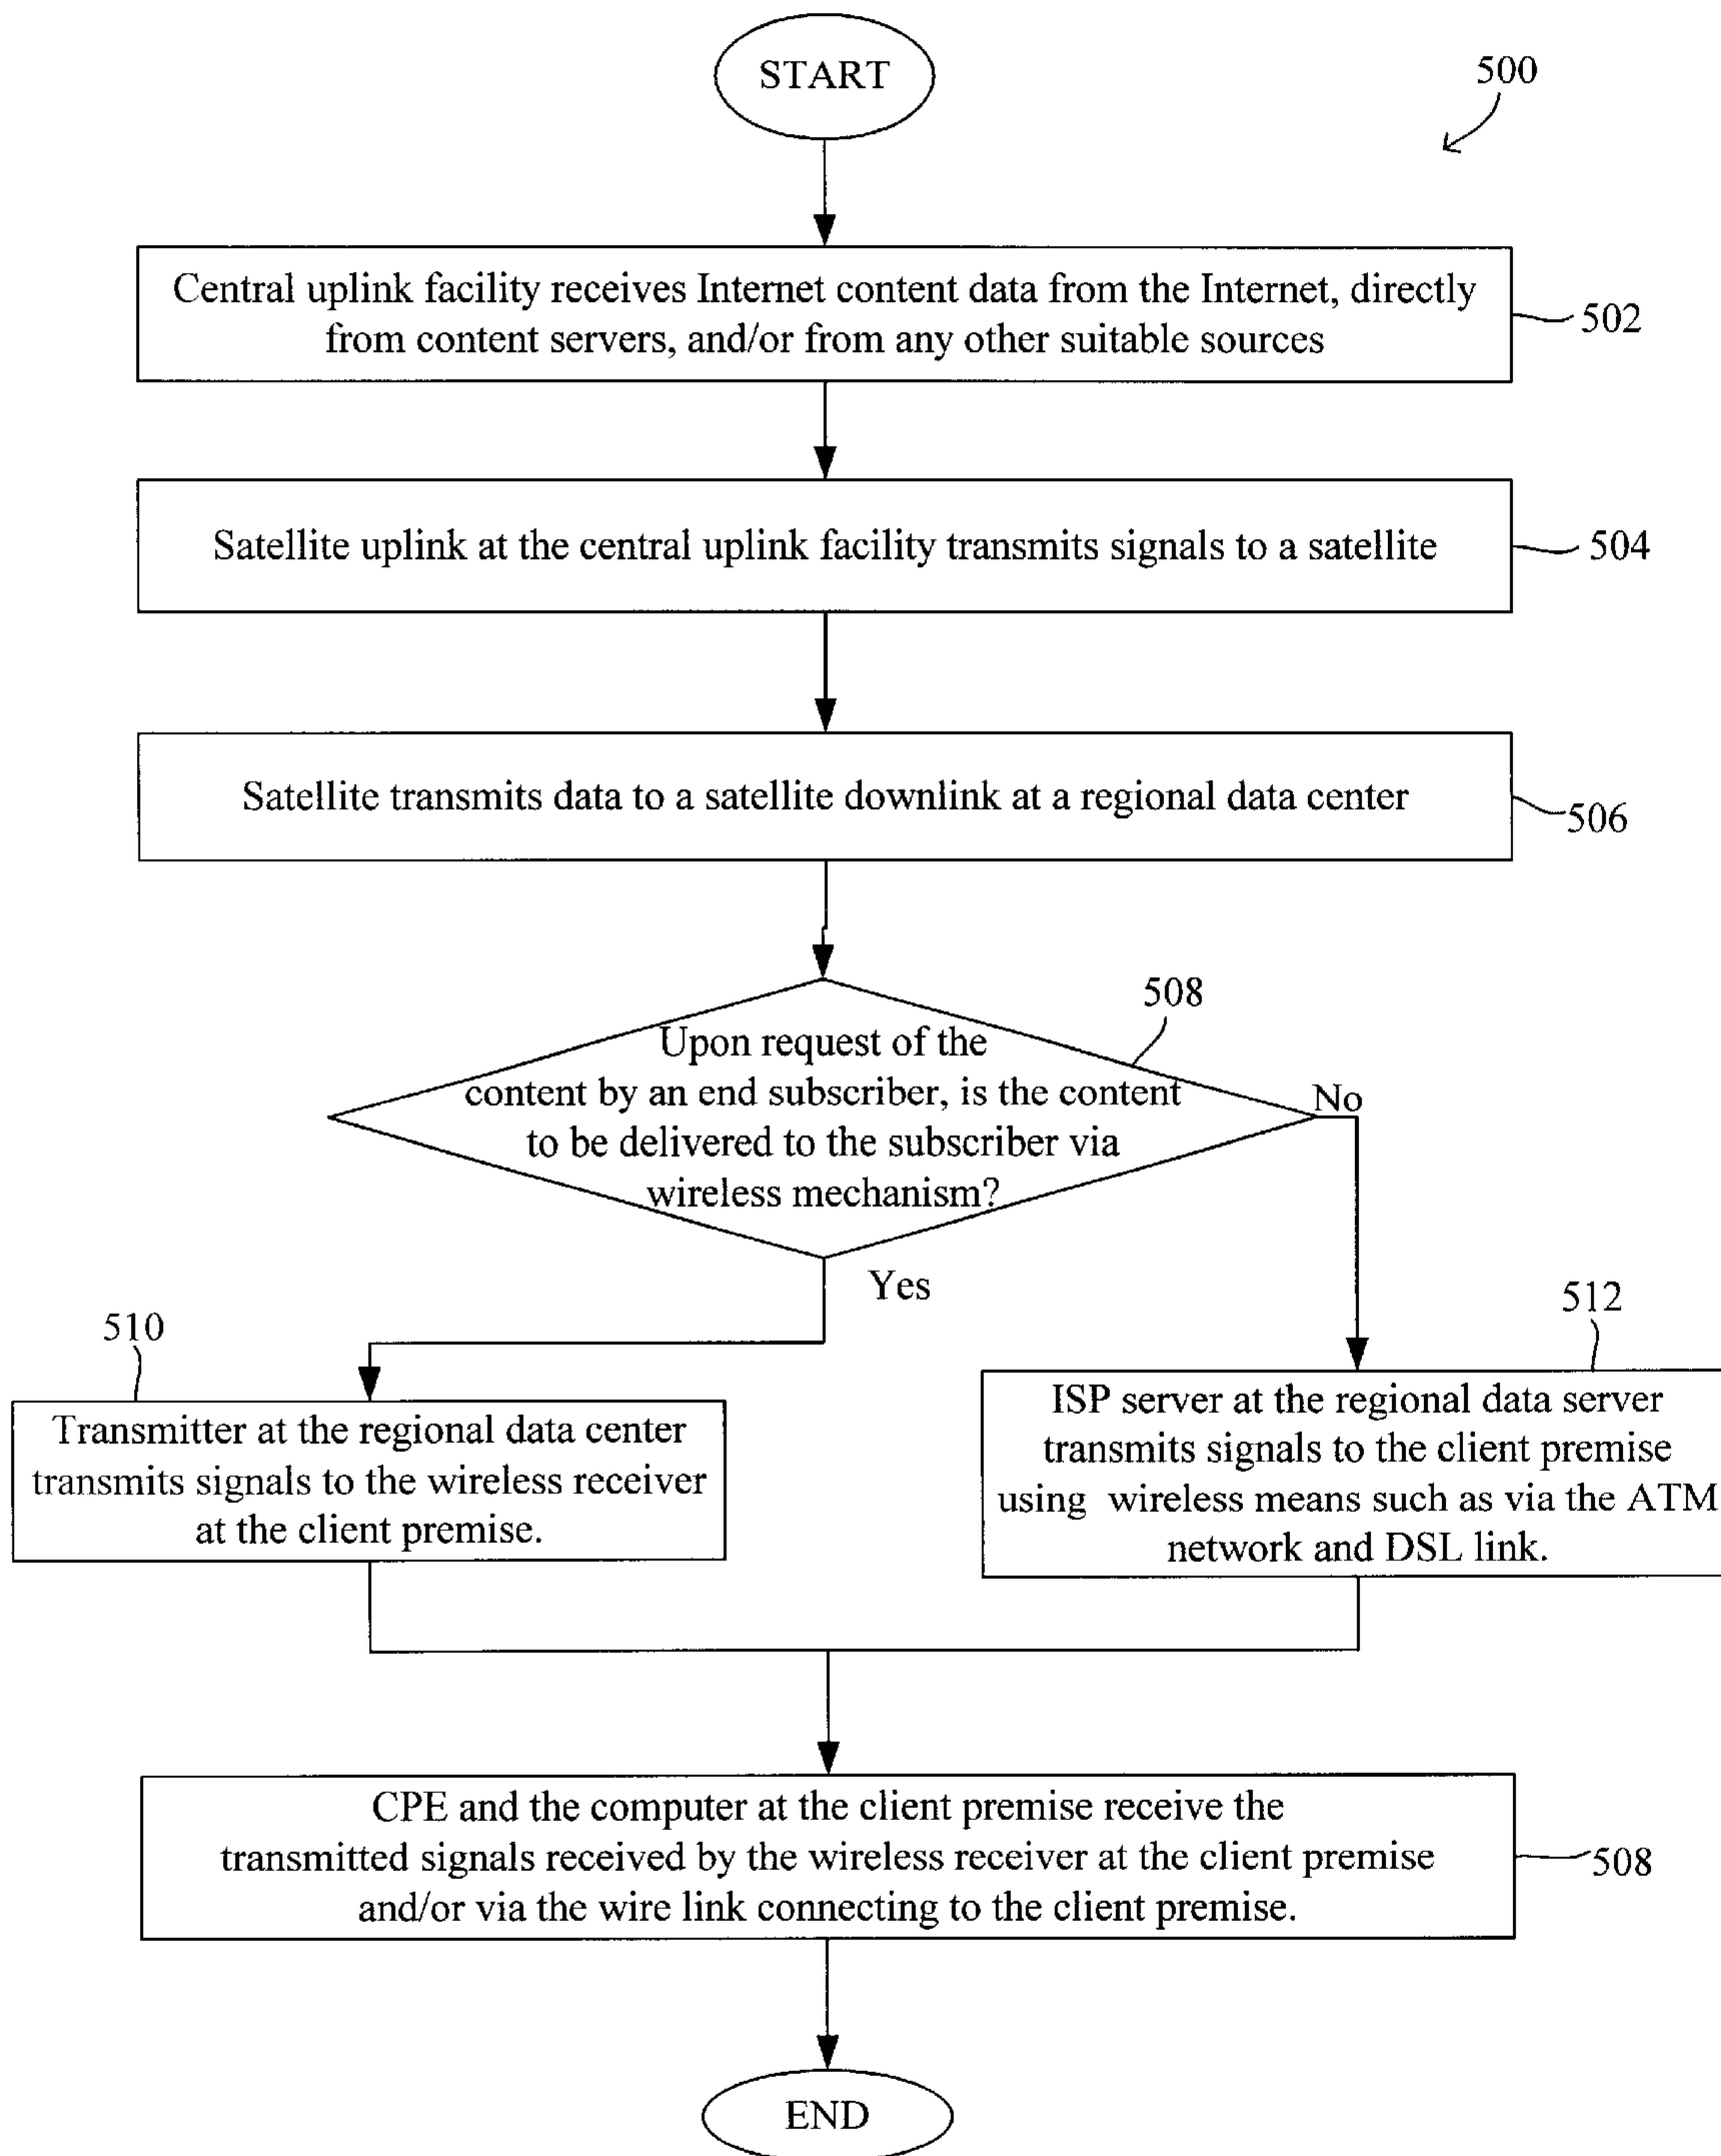 START
500
Central uplink facility receives Internet content data from the Internet, directly
from content servers, and/or from any other suitable sources
502
Satellite uplink at the central uplink facility transmits signals to a satellite
504
Satellite transmits data to a satellite downlink at a regional data center
506
508
Upon request of the
content by an end subscriber, is the content
to be delivered to the subscriber via
wireless mechanism?
No
Yes
510
Transmitter at the regional data center
transmits signals to the wireless receiver
at the client premise.
512
ISP server at the regional data server
transmits signals to the client premise
using wireless means such as via the ATM
network and DSL link.
CPE and the computer at the client premise receive the
transmitted signals received by the wireless receiver at the client premise
and/or via the wire link connecting to the client premise.
508
END